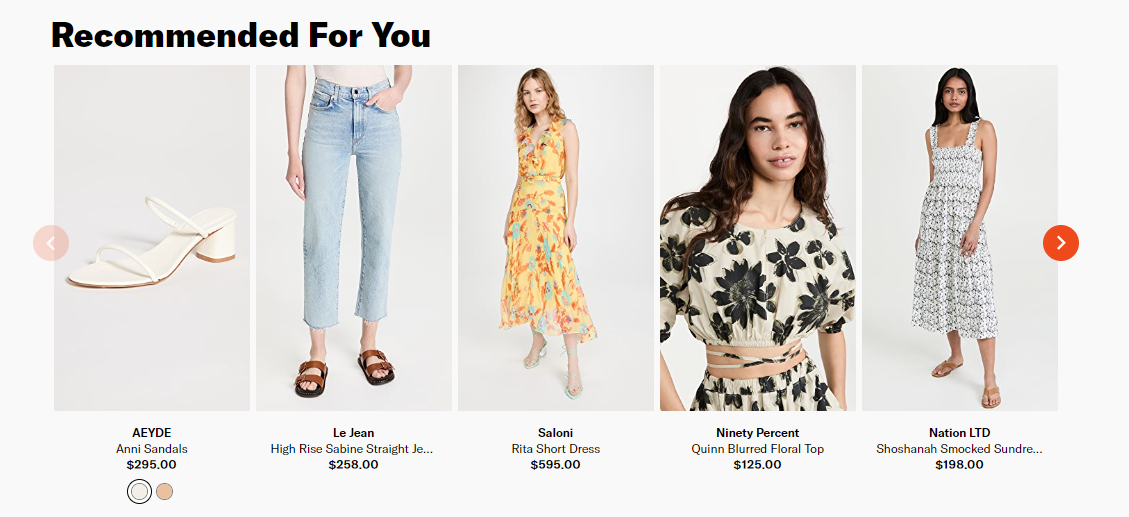 Recommended For You
AEYDE
Anni Sandals
$295.00
Le Jean
High Rise Sabine Straight Je...
$258.00
Saloni
Rita Short Dress
$595.00
Ninety Percent
Quinn Blurred Floral Top
$125.00
Nation LTD
Shoshanah Smocked Sundre...
$198.00